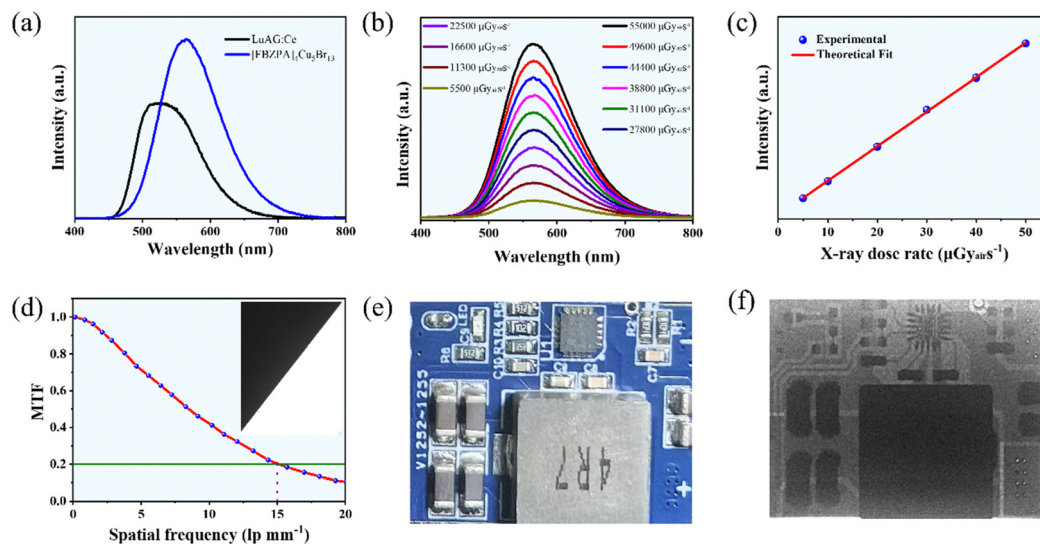 (a)
Intensity (a.u.)
LuAG:Ce
[FBZPA]4Cu2Br13
400 500 600 700 800
Wavelength (nm)
(b)
Intensity (a.u.)
22500 μGyairs-1
16600 μGyairs-1
11300 μGyairs-1
5500 μGyairs-1
55000 μGyairs-1
49600 μGyairs-1
44400 μGyairs-1
38800 μGyairs-1
31100 μGyairs-1
27800 μGyairs-1
400 500 600 700 800
Wavelength (nm)
(c)
Intensity (a.u.)
Experimental
Theoretical Fit
0 10 20 30 40 50
X-ray dose rate (μGyairs-1)
(d)
MTF
1.0
0.8
0.6
0.4
0.2
0.0
0 5 10 15 20
Spatial frequency (lp mm-1)
(e)
LED
C9
R8
R5
R4
R3
C10
U1
R2
R1
C7
V1252-1255
4R7
+
(f)